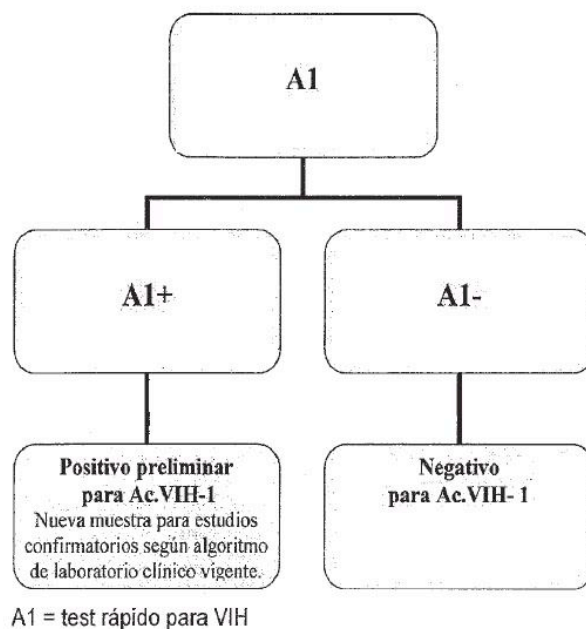 A1
A1+
A1-
Positivo preliminar
para Ac.VIH-1
Nueva muestra para estudios
confirmatorios según algoritmo
de laboratorio clínico vigente.
Negativo
para Ac.VIH- 1
A1 = test rápido para VIH